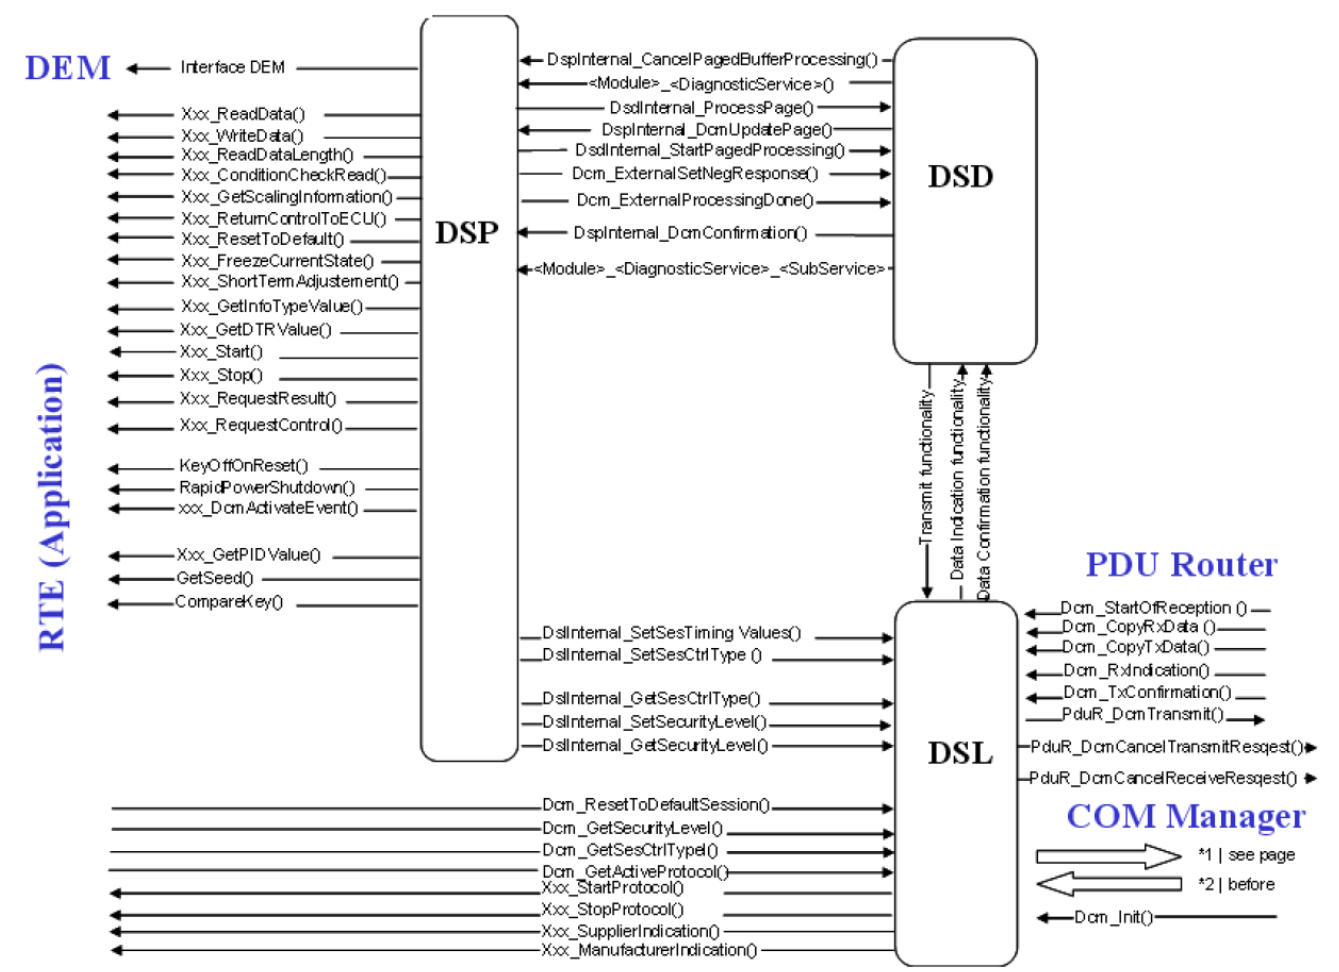 DEM
Interface DEM
Xxx_ReadData()
Xxx_WriteData()
Xxx_ReadDataLength()
Xxx_ConditionCheckRead()
Xxx_GetScalingInformation()
Xxx_ReturnControlToECU()
Xxx_ResetToDefault()
Xxx_FreezeCurrentState()
Xxx_ShortTermAdjustement()
Xxx_GetInfoTypeValue()
Xxx_GetDTRValue()
Xxx_Start()
Xxx_Stop()
Xxx_RequestResult()
Xxx_RequestControl()
KeyOffOnReset()
RapidPowerShutdown()
xxx_DcmActivateEvent()
Xxx_GetPIDValue()
GetSeed()
CompareKey()
RTE (Application)
DSP
DspInternal_CancelPagedBufferProcessing()
<Module>_<DiagnosticService>()
DsdInternal_ProcessPage()
DspInternal_DcmUpdatePage()
DsdInternal_StartPagedProcessing()
Dcm_ExternalSetNegResponse()
Dcm_ExternalProcessingDone()
DspInternal_DcmConfirmation()
<Module>_<DiagnosticService>_<SubService>
DSD
Transmit functionality
Data Indication functionality
Data Confirmation functionality
DslInternal_SetSesTiming Values()
DslInternal_SetSesCtrlType ()
DslInternal_GetSesCtrlType()
DslInternal_SetSecurityLevel()
DslInternal_GetSecurityLevel()
DSL
Dcm_ResetToDefaultSession()
Dcm_GetSecurityLevel()
Dcm_GetSesCtrlTypel()
Dcm_GetActiveProtocol()
Xxx_StartProtocol()
Xxx_StopProtocol()
Xxx_SupplierIndication()
Xxx_ManufacturerIndication()
PDU Router
Dcm_StartOfReception ()
Dcm_CopyRxData ()
Dcm_CopyTxData()
Dcm_RxIndication()
Dcm_TxConfirmation()
PduR_DcmTransmit()
PduR_DcmCancelTransmitResqest()
PduR_DcmCancelReceiveResqest()
COM Manager
*1 | see page
*2 | before
Dcm_Init()